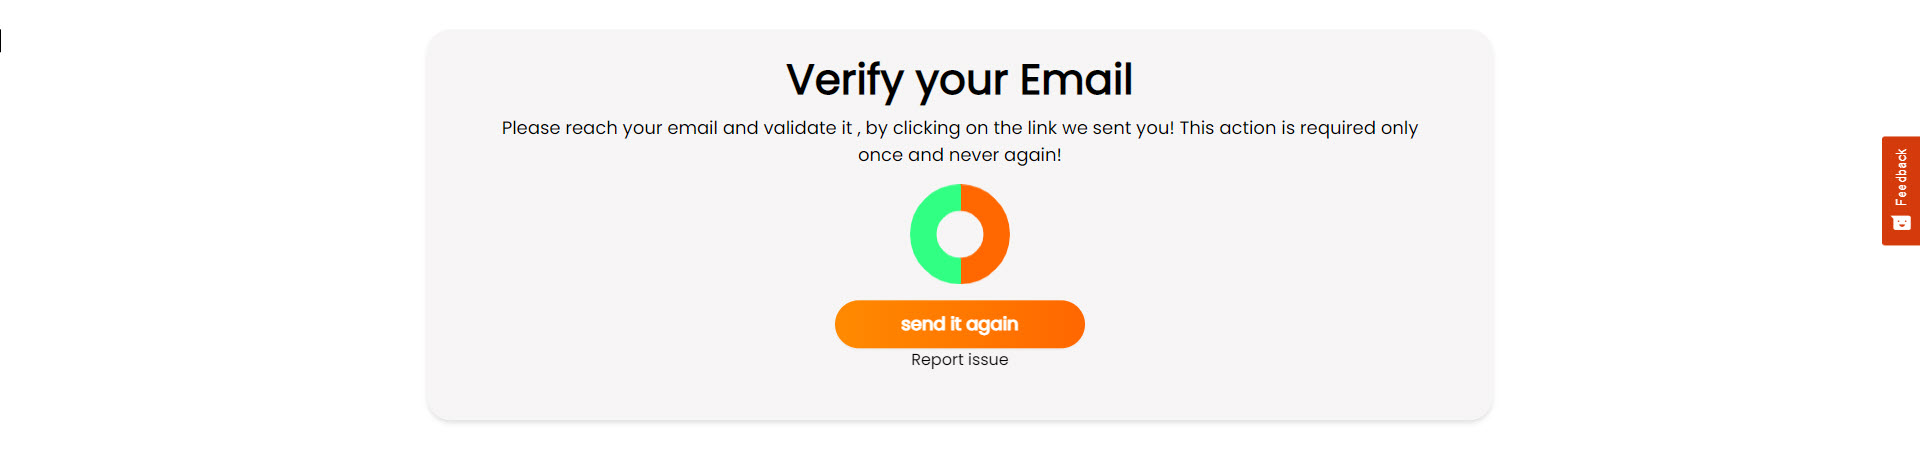 Verify your Email
Please reach your email and validate it , by clicking on the link we sent you! This action is required only
once and never again!
send it again
Report issue
Feedback